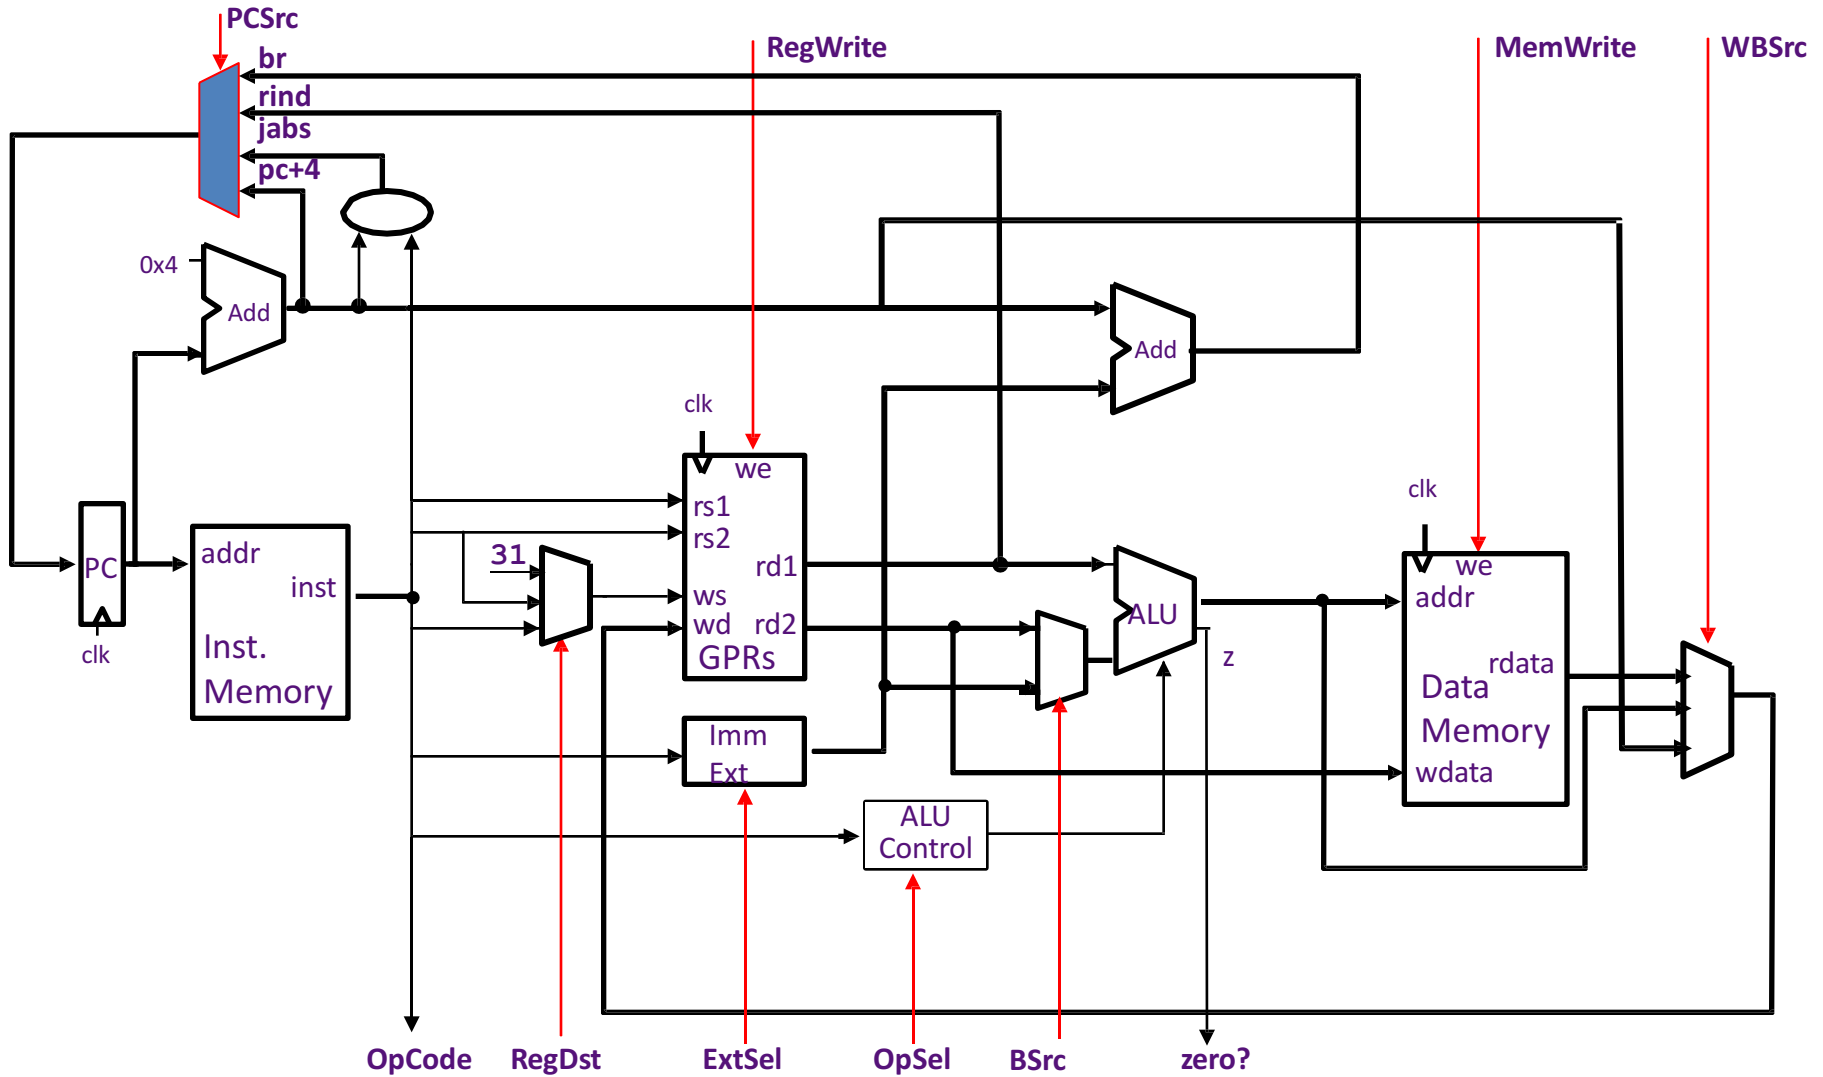 PCSrc
br
rind
jabs
pc+4
RegWrite
MemWrite
WBSrc
0x4
Add
Add
clk
we
rs1
rs2
31
rd1
ws
wd
rd2
GPRs
PC
clk
addr
inst
Inst.
Memory
Imm
Ext
ALU
Control
ALU
z
clk
we
addr
rdata
Data
Memory
wdata
OpCode
RegDst
ExtSel
OpSel
BSrc
zero?